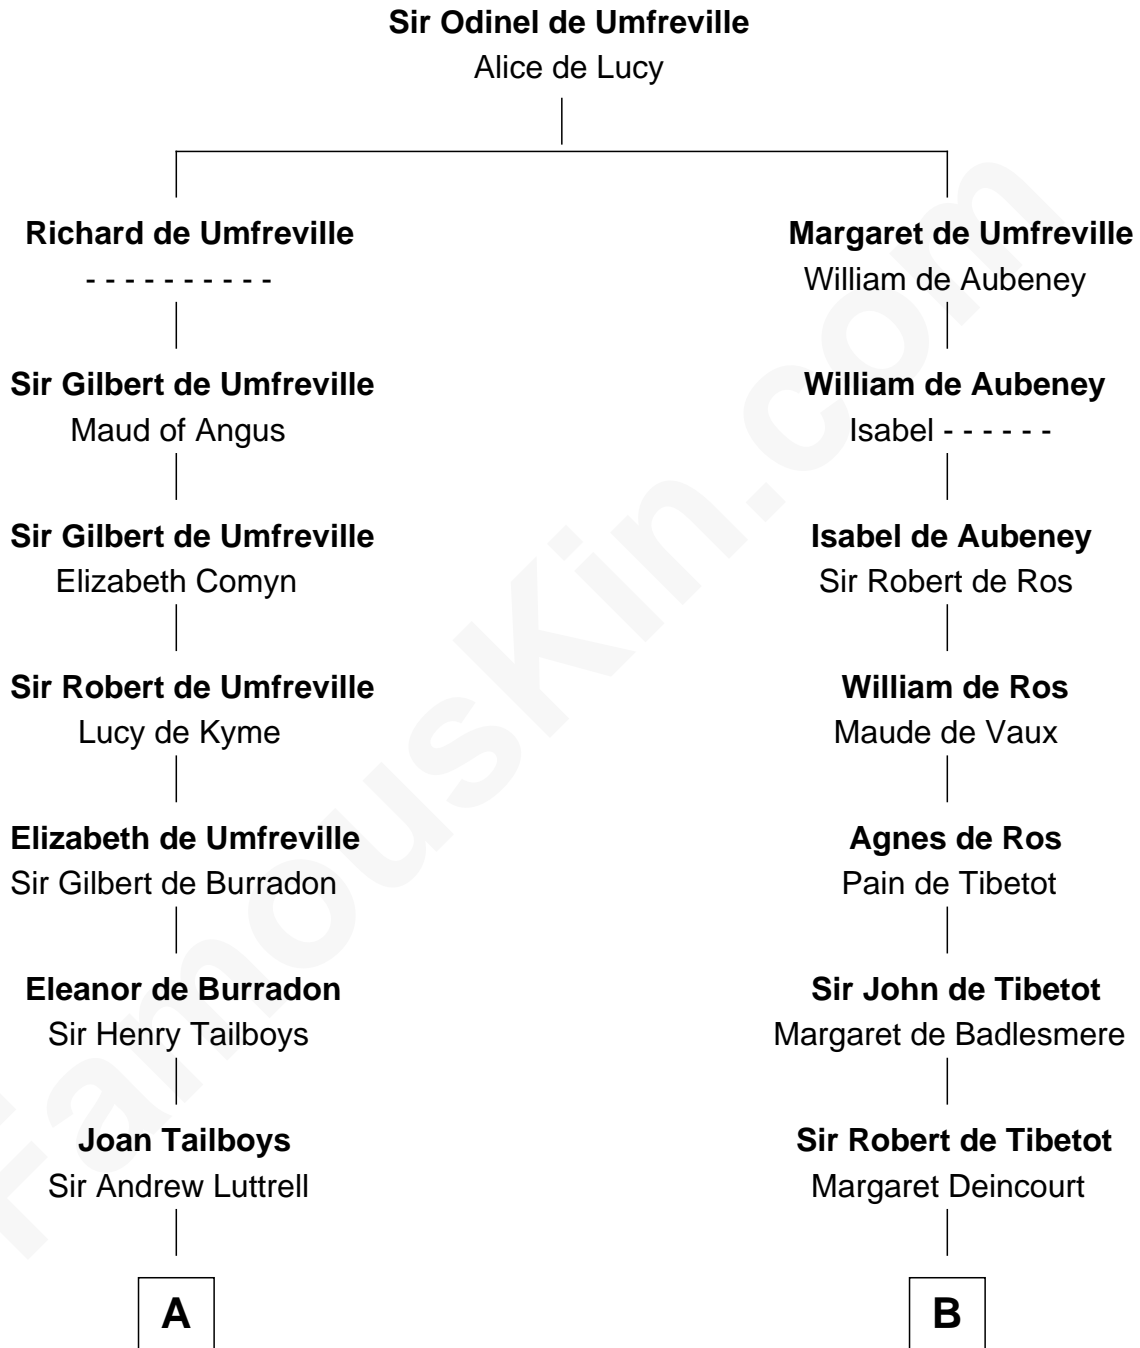 Sir Odinel de Umfreville
Alice de Lucy
Richard de Umfreville
- - - - - - - - - -
Sir Gilbert de Umfreville
Maud of Angus
Sir Gilbert de Umfreville
Elizabeth Comyn
Sir Robert de Umfreville
Lucy de Kyme
Elizabeth de Umfreville
Sir Gilbert de Burradon
Eleanor de Burradon
Sir Henry Tailboys
Joan Tailboys
Sir Andrew Luttrell
A
Margaret de Umfreville
William de Aubeney
William de Aubeney
Isabel - - - - - -
Isabel de Aubeney
Sir Robert de Ros
William de Ros
Maude de Vaux
Agnes de Ros
Pain de Tibetot
Sir John de Tibetot
Margaret de Badlesmere
Sir Robert de Tibetot
Margaret Deincourt
B
FamousKin.com